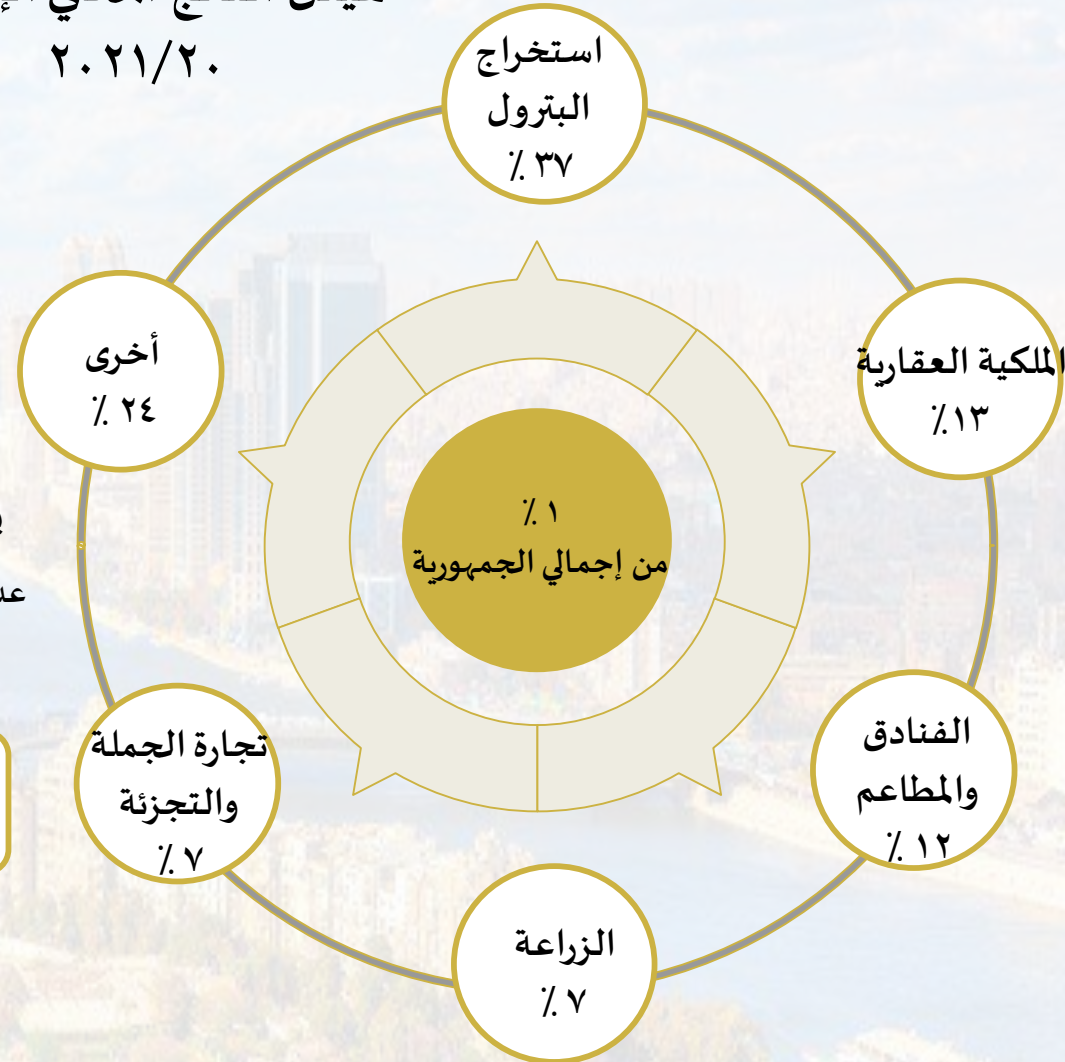 ٢٠٢١/٢٠
استخراج
البترول
٣٧ ٪
الملكية العقارية
١٣٪
الفنادق
والمطاعم
١٢ ٪
الزراعة
٧ ٪
تجارة الجملة
والتجزئة
٧ ٪
أخرى
٢٤ ٪
١ ٪
من إجمالي الجمهورية